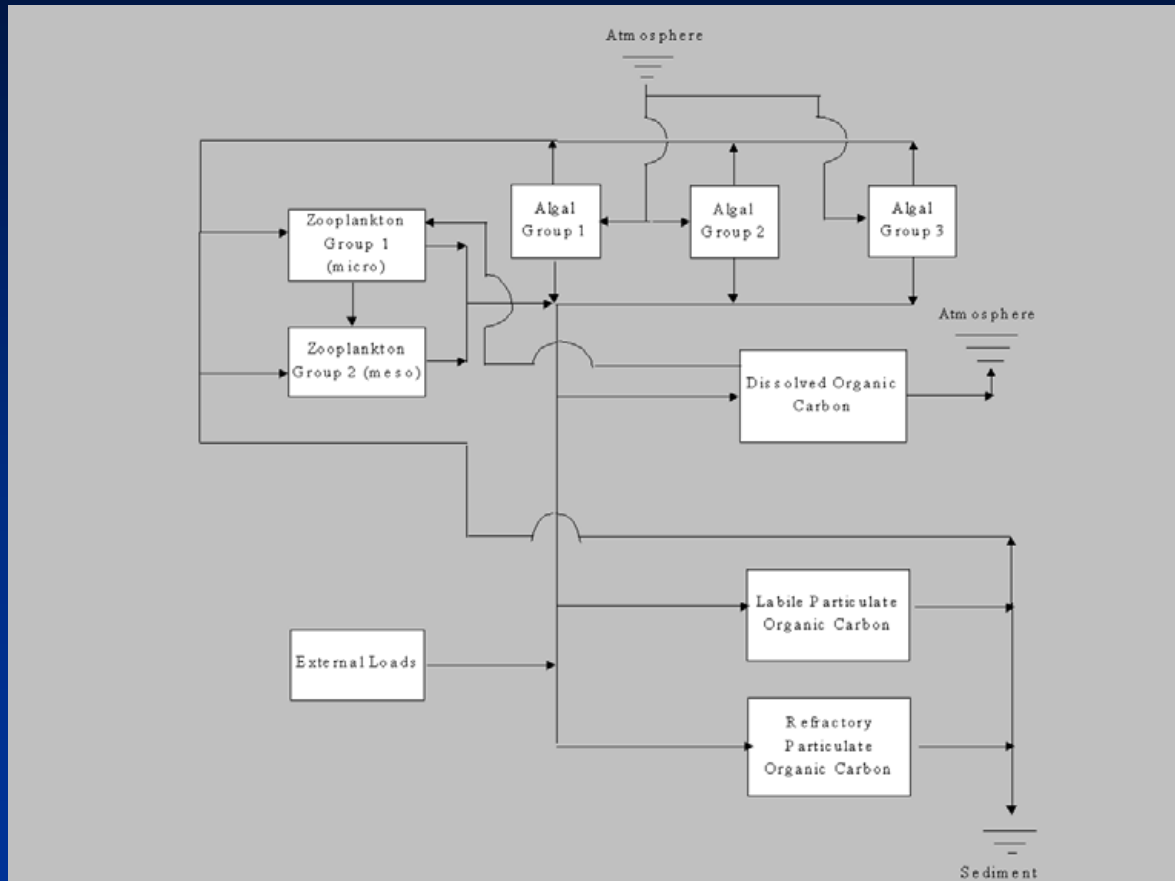 Atmosphere
Algal
Group 1
Algal
Group 2
Algal
Group 3
Zooplankton
Group 1
(micro)
Zooplankton
Group 2 (meso)
Atmosphere
Dissolved Organic
Carbon
Labile Particulate
Organic Carbon
External Loads
Refractory
Particulate
Organic Carbon
Sediment